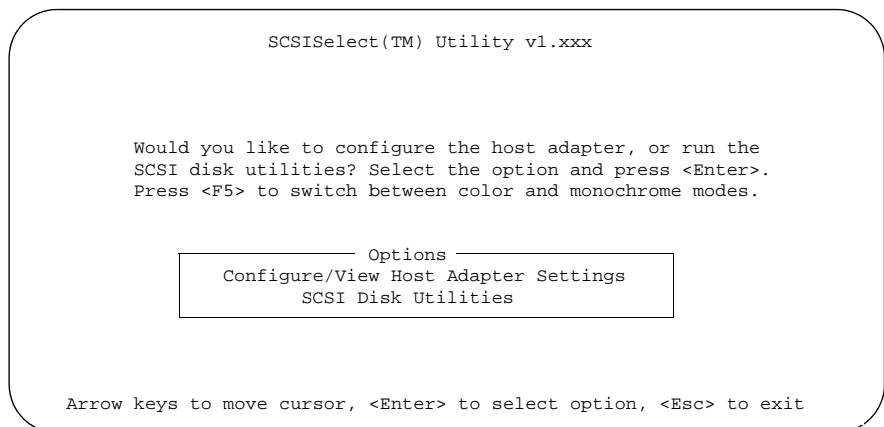 SCSISelect(TM) Utility v1.xxx
Would you like to configure the host adapter, or run the
SCSI disk utilities? Select the option and press <Enter>.
Press <F5> to switch between color and monochrome modes.
Options
Configure/View Host Adapter Settings
SCSI Disk Utilities
Arrow keys to move cursor, <Enter> to select option, <Esc> to exit